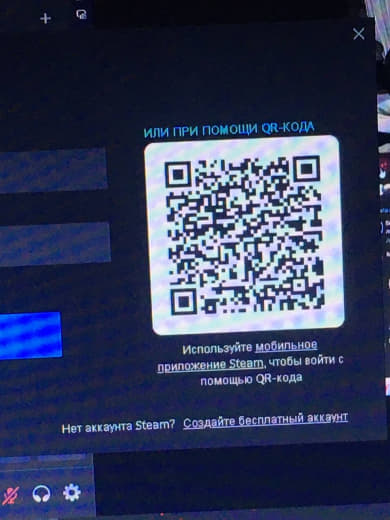 ИЛИ ПРИ ПОМОЩИ QR-КОДА
Используйте мобильное
приложение Steam, чтобы войти с
помощью QR-кода
Нет аккаунта Steam? Создайте бесплатный аккаунт